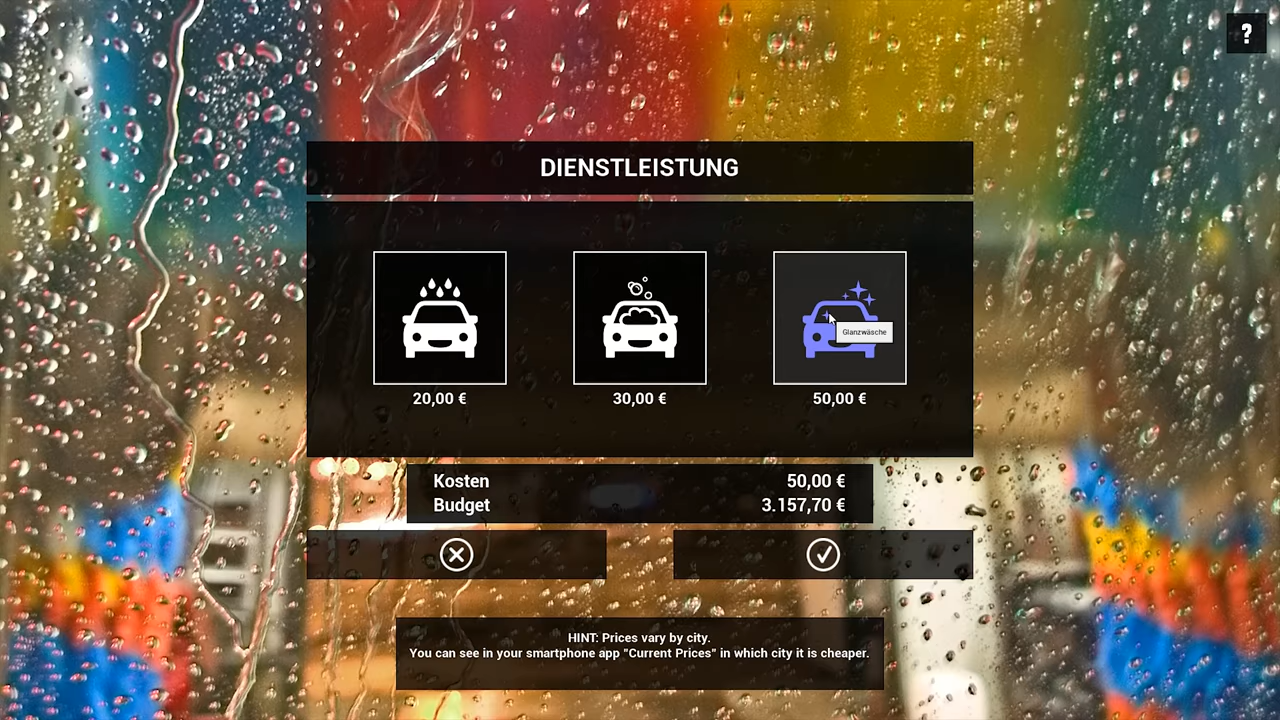 ?
DIENSTLEISTUNG
Glanzwäsche
20,00 €
30,00 €
50,00 €
Kosten 50,00 €
Budget 3.157,70 €
HINT: Prices vary by city.
You can see in your smartphone app "Current Prices" in which city it is cheaper.